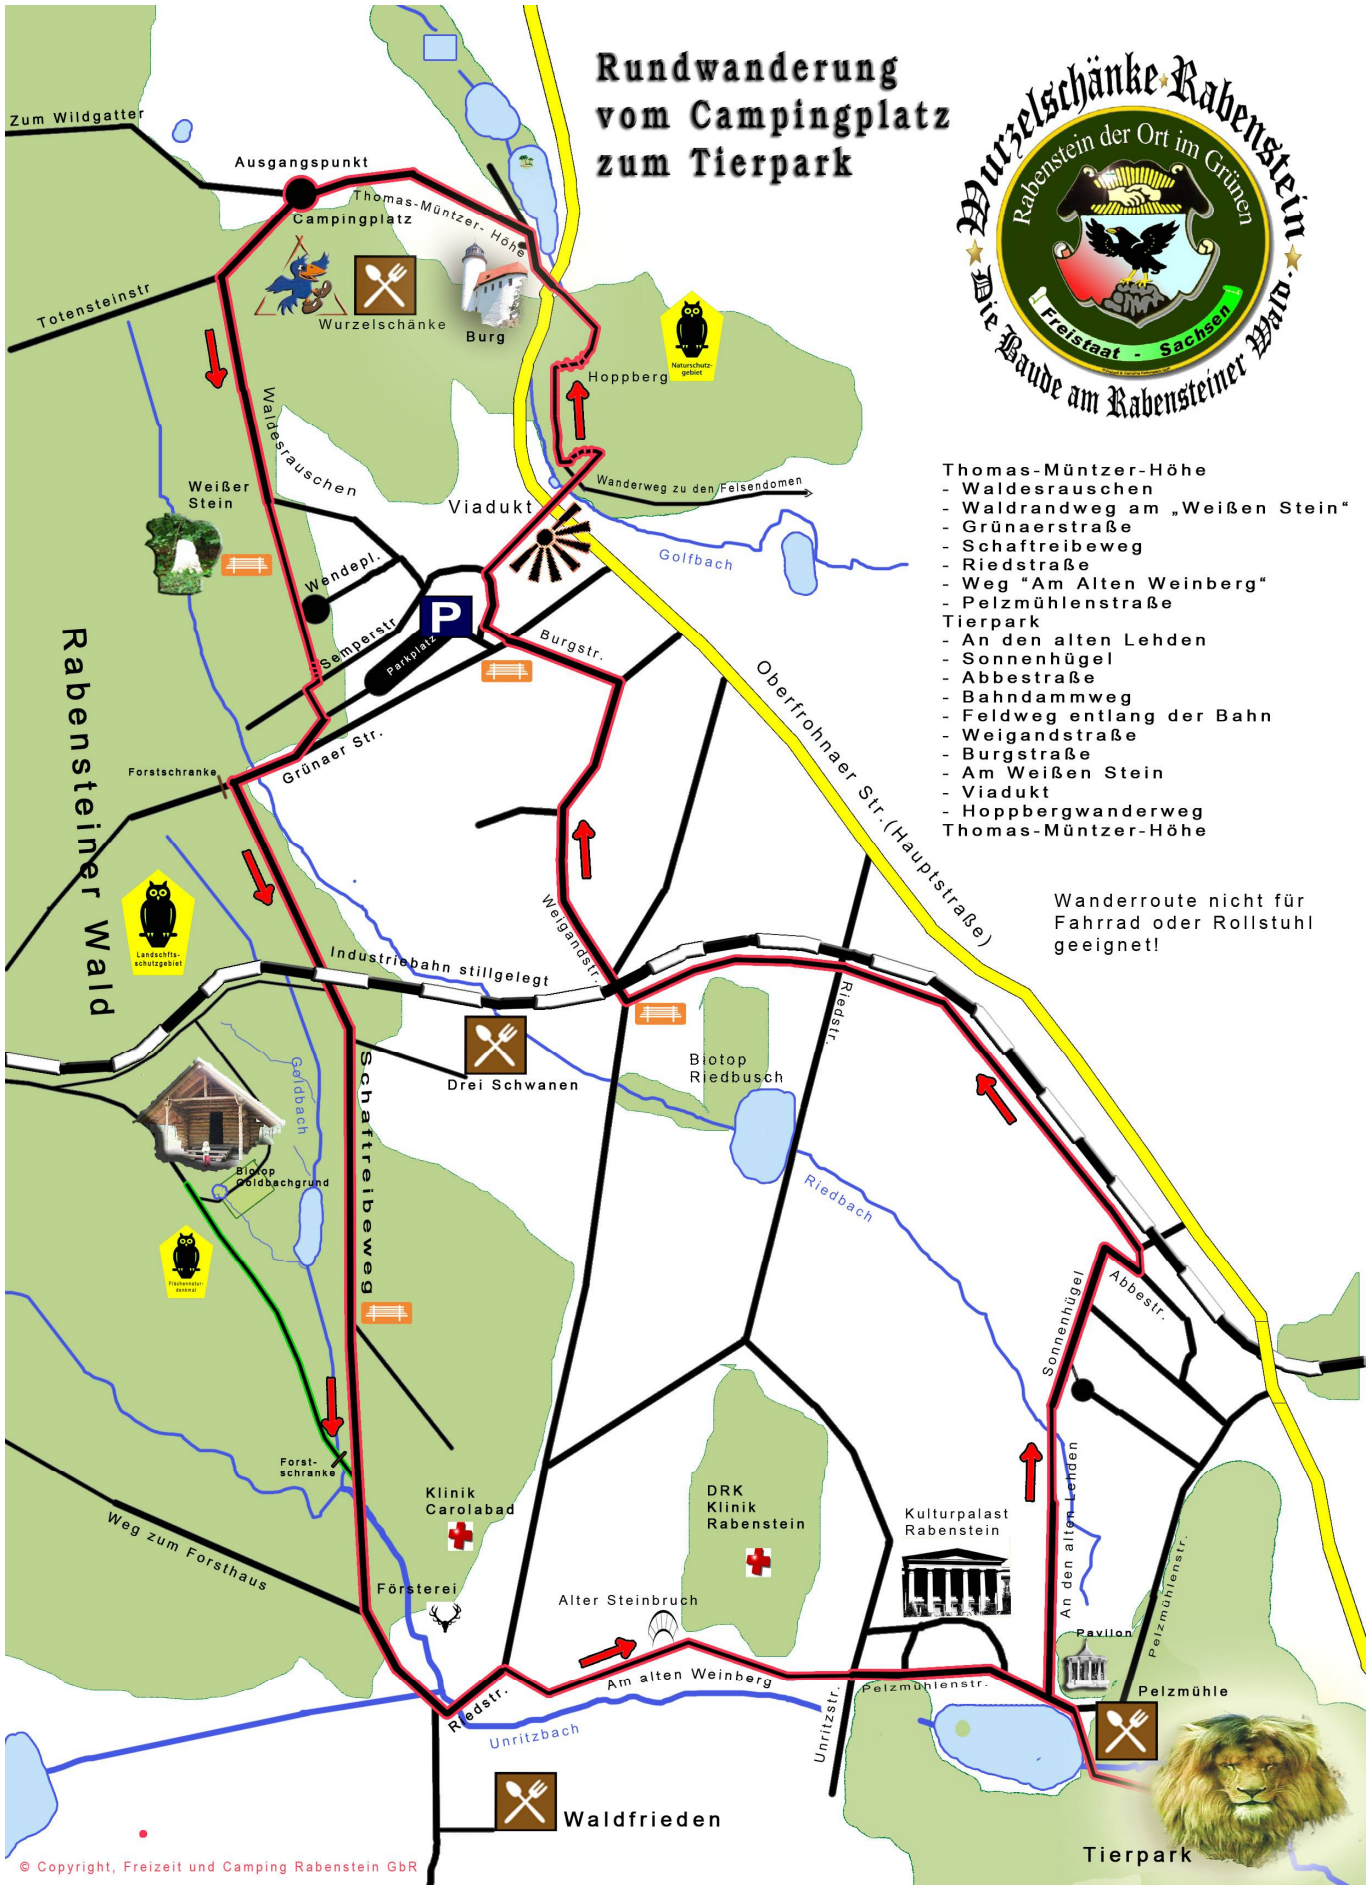 Rundwanderung
vom Campingplatz
zum Tierpark
Wurzelschänke Rabenstein
Rabenstein der Ort im Grünen
Freistaat - Sachsen
Die Baude am Rabensteiner Wald
Zum Wildgatter
Ausgangspunkt
Campingplatz
Thomas-Müntzer-Höhe
Totensteinstr
Wurzelschänke
Burg
Naturschutz-
gebiet
Hoppberg
Waldesrauschen
Weißer
Stein
Viadukt
Wanderweg zu den Felsendomen
Golfbach
Wendepl.
Semperstr
P
Parkplatz
Burgstr.
Grünaer Str.
Forstschranke
Rabensteiner Wald
Oberfrohnaer Str.(Hauptstraße)
Thomas-Müntzer-Höhe
- Waldesrauschen
- Waldrandweg am „Weißen Stein“
- Grünaerstraße
- Schaftreibeweg
- Riedstraße
- Weg "Am Alten Weinberg"
- Pelzmühlenstraße
Tierpark
- An den alten Lehden
- Sonnenhügel
- Abbestraße
- Bahndammweg
- Feldweg entlang der Bahn
- Weigandstraße
- Burgstraße
- Am Weißen Stein
- Viadukt
- Hoppbergwanderweg
Thomas-Müntzer-Höhe
Wanderroute nicht für
Fahrrad oder Rollstuhl
geeignet!
Landschfts-
schutzgebiet
Industriebahn stillgelegt
Weigandstr.
Riedstr.
Drei Schwanen
Biotop
Riedbusch
Goldbach
Schaftreibeweg
Biotop
Goldbachgrund
Riedbach
Flächennatur-
denkmal
Sonnenhügel
Abbestr.
Forst-
schranke
Klinik
Carolabad
DRK
Klinik
Rabenstein
Kulturpalast
Rabenstein
An den alten Lehden
Pelzmühlenstr.
Weg zum Forsthaus
Försterei
Alter Steinbruch
Pavilon
Am alten Weinberg
Pelzmühlenstr.
Riedstr.
Unritzbach
Unritzstr.
Pelzmühle
Waldfrieden
Tierpark
© Copyright, Freizeit und Camping Rabenstein GbR